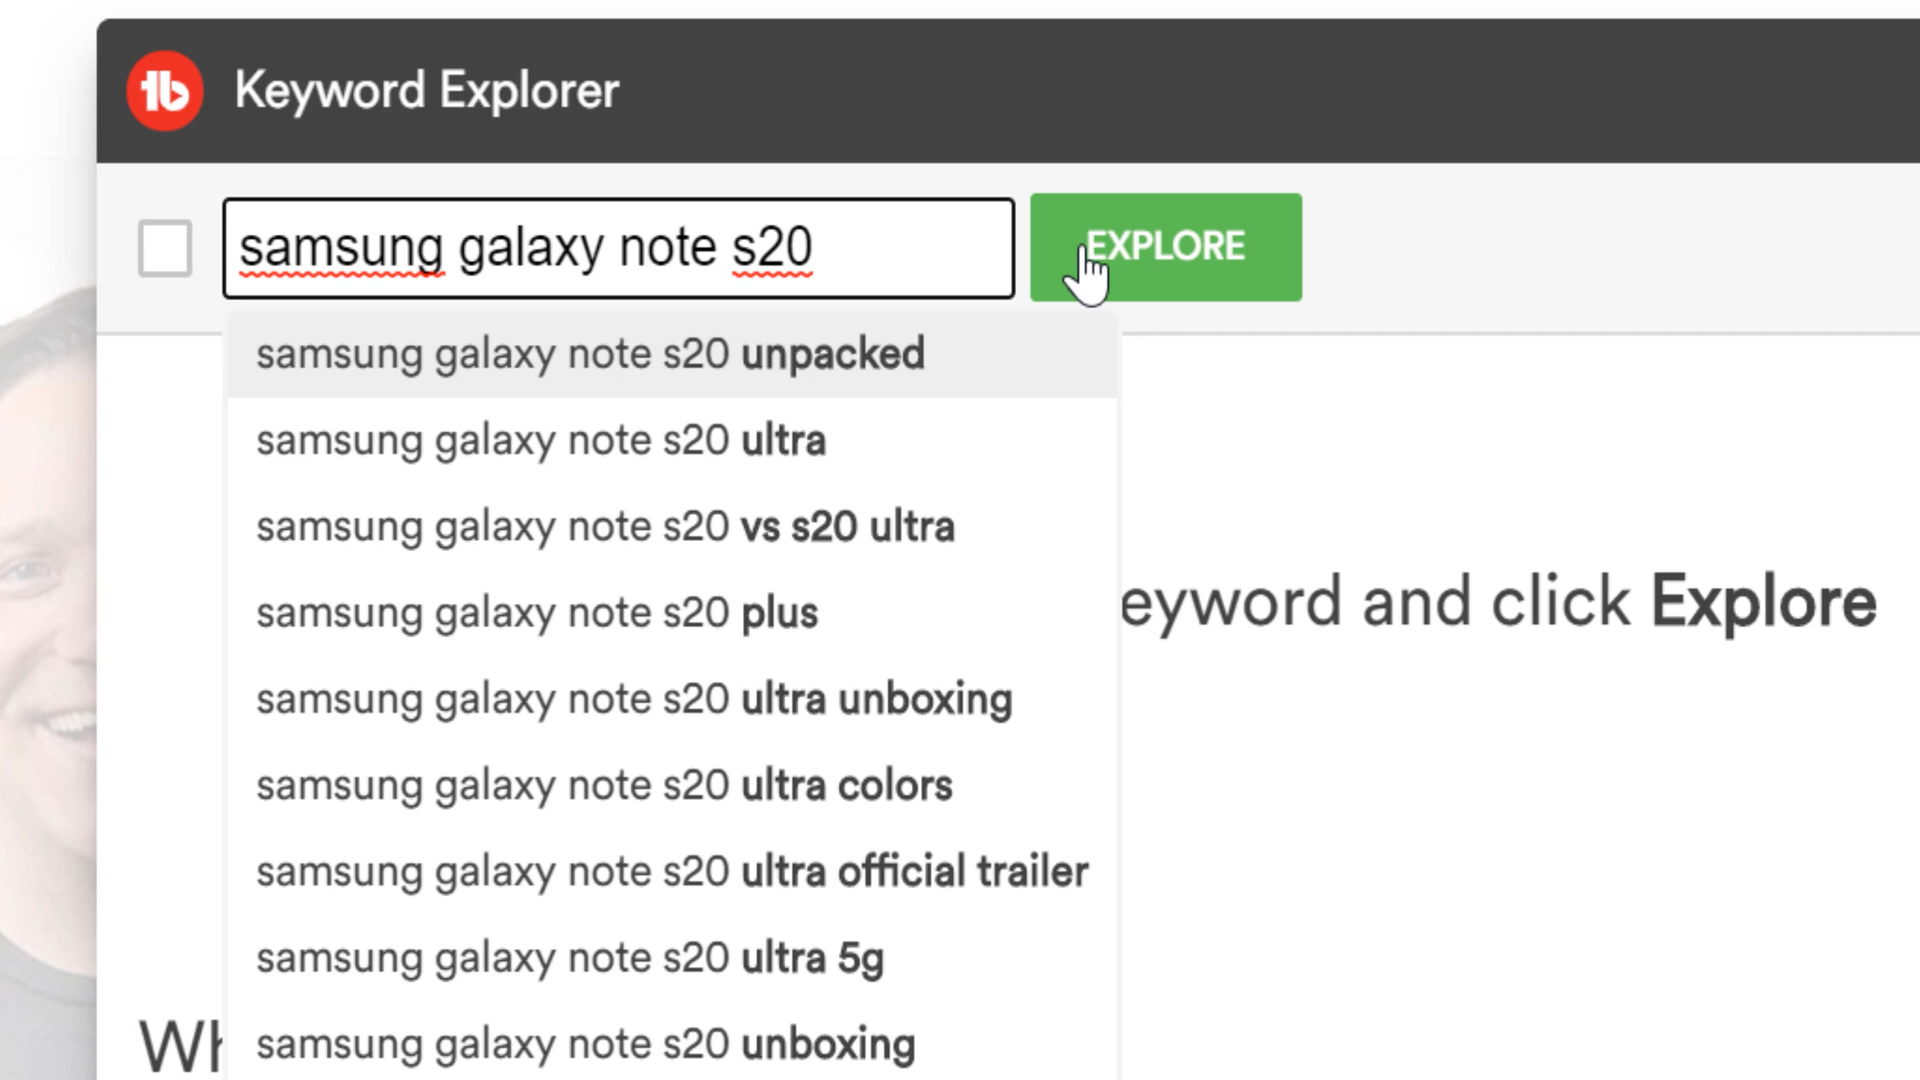 tb Keyword Explorer
samsung galaxy note s20 EXPLORE
samsung galaxy note s20 unpacked
samsung galaxy note s20 ultra
samsung galaxy note s20 vs s20 ultra
eyword and click Explore
samsung galaxy note s20 plus
samsung galaxy note s20 ultra unboxing
samsung galaxy note s20 ultra colors
samsung galaxy note s20 ultra official trailer
samsung galaxy note s20 ultra 5g
samsung galaxy note s20 unboxing